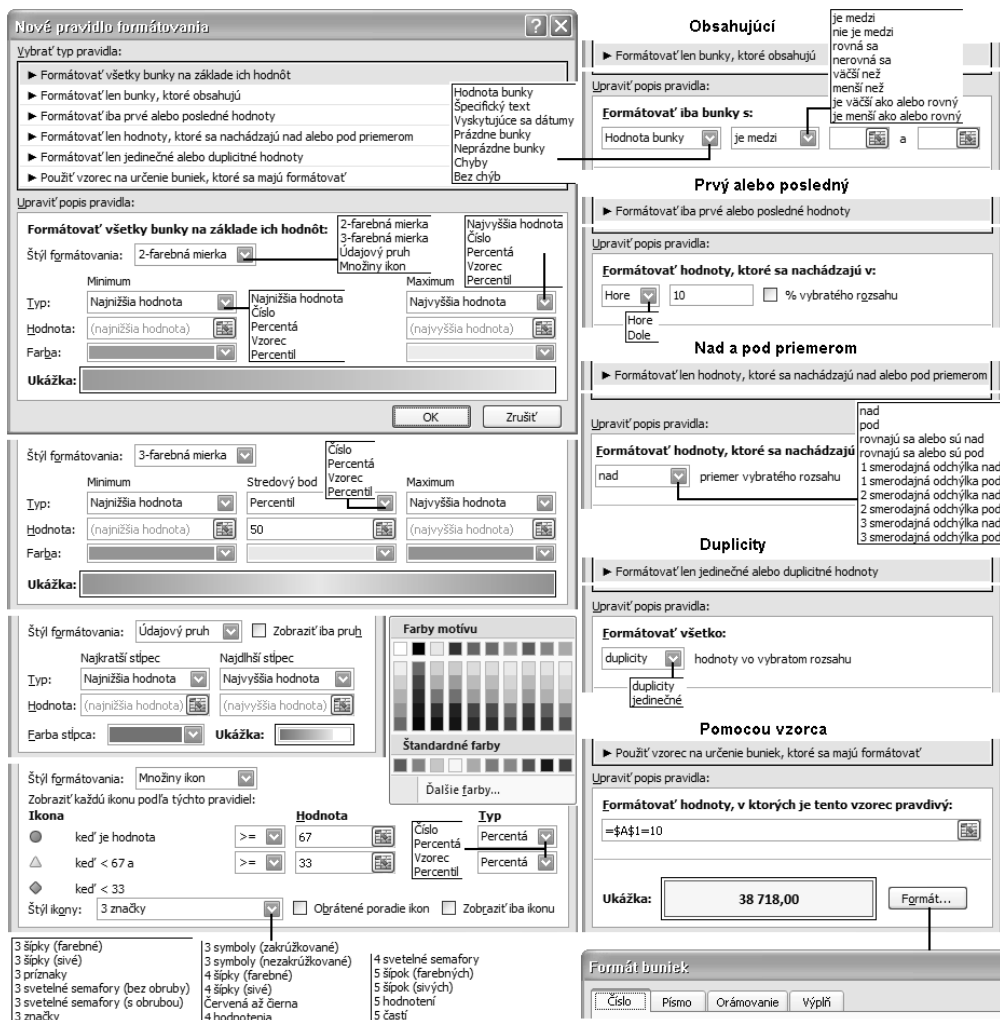 Nové pravidlo formátovania
Vybrať typ pravidla:
► Formátovať všetky bunky na základe ich hodnôt
► Formátovať len bunky, ktoré obsahujú
► Formátovať iba prvé alebo posledné hodnoty
► Formátovať len hodnoty, ktoré sa nachádzajú nad alebo pod priemerom
► Formátovať len jedinečné alebo duplicitné hodnoty
► Použiť vzorec na určenie buniek, ktoré sa majú formátovať
Hodnota bunky
Špecifický text
Vyskytujúce sa dátumy
Prázdne bunky
Neprázdne bunky
Chyby
Bez chýb
Upraviť popis pravidla:
Formátovať všetky bunky na základe ich hodnôt:
Štýl formátovania: 2-farebná mierka
2-farebná mierka
3-farebná mierka
Údajový pruh
Množiny ikon
Najvyššia hodnota
Číslo
Percentá
Vzorec
Percentil
Minimum Maximum
Typ: Najnižšia hodnota Najvyššia hodnota
Najnižšia hodnota
Číslo
Percentá
Vzorec
Percentil
Hodnota: (najnižšia hodnota) (najvyššia hodnota)
Farba:
Ukážka:
OK Zrušiť
Štýl formátovania: 3-farebná mierka
Číslo
Percentá
Vzorec
Percentil
Minimum Stredový bod Maximum
Typ: Najnižšia hodnota Percentil Najvyššia hodnota
Hodnota: (najnižšia hodnota) 50 (najvyššia hodnota)
Farba:
Ukážka:
Štýl formátovania: Údajový pruh Zobraziť iba pruh
Najkratší stĺpec Najdlhší stĺpec
Typ: Najnižšia hodnota Najvyššia hodnota
Hodnota: (najnižšia hodnota) (najvyššia hodnota)
Farba stĺpca: Ukážka:
Farby motívu
Štandardné farby
Ďalšie farby...
Štýl formátovania: Množiny ikon
Zobraziť každú ikonu podľa týchto pravidiel:
Ikona Hodnota Typ
keď je hodnota >= 67 Percentá
keď < 67 a >= 33 Percentá
keď < 33
Číslo
Percentá
Vzorec
Percentil
Štýl ikony: 3 značky Obrátené poradie ikon Zobraziť iba ikonu
3 šípky (farebné)
3 šípky (sivé)
3 príznaky
3 svetelné semafory (bez obruby)
3 svetelné semafory (s obrubou)
3 značky
3 symboly (zakrúžkované)
3 symboly (nezakrúžkované)
4 šípky (farebné)
4 šípky (sivé)
Červená až čierna
4 hodnotenia
4 svetelné semafory
5 šípok (farebných)
5 šípok (sivých)
5 hodnotení
5 častí
Obsahujúcí
► Formátovať len bunky, ktoré obsahujú
je medzi
nie je medzi
rovná sa
nerovná sa
väčší než
menší než
je väčší ako alebo rovný
je menší ako alebo rovný
Upraviť popis pravidla:
Formátovať iba bunky s:
Hodnota bunky je medzi a
Prvý alebo posledný
► Formátovať iba prvé alebo posledné hodnoty
Upraviť popis pravidla:
Formátovať hodnoty, ktoré sa nachádzajú v:
Hore 10 % vybratého rozsahu
Hore
Dole
Nad a pod priemerom
► Formátovať len hodnoty, ktoré sa nachádzajú nad alebo pod priemerom
Upraviť popis pravidla:
Formátovať hodnoty, ktoré sa nachádzajú
nad priemer vybratého rozsahu
nad
pod
rovnajú sa alebo sú nad
rovnajú sa alebo sú pod
1 smerodajná odchýlka nad
1 smerodajná odchýlka pod
2 smerodajná odchýlka nad
2 smerodajná odchýlka pod
3 smerodajná odchýlka nad
3 smerodajná odchýlka pod
Duplicity
► Formátovať len jedinečné alebo duplicitné hodnoty
Upraviť popis pravidla:
Formátovať všetko:
duplicity hodnoty vo vybratom rozsahu
duplicity
jedinečné
Pomocou vzorca
► Použiť vzorec na určenie buniek, ktoré sa majú formátovať
Upraviť popis pravidla:
Formátovať hodnoty, v ktorých je tento vzorec pravdivý:
=$A$1=10
Ukážka: 38 718,00 Formát...
Formát buniek
Číslo Písmo Orámovanie Výplň